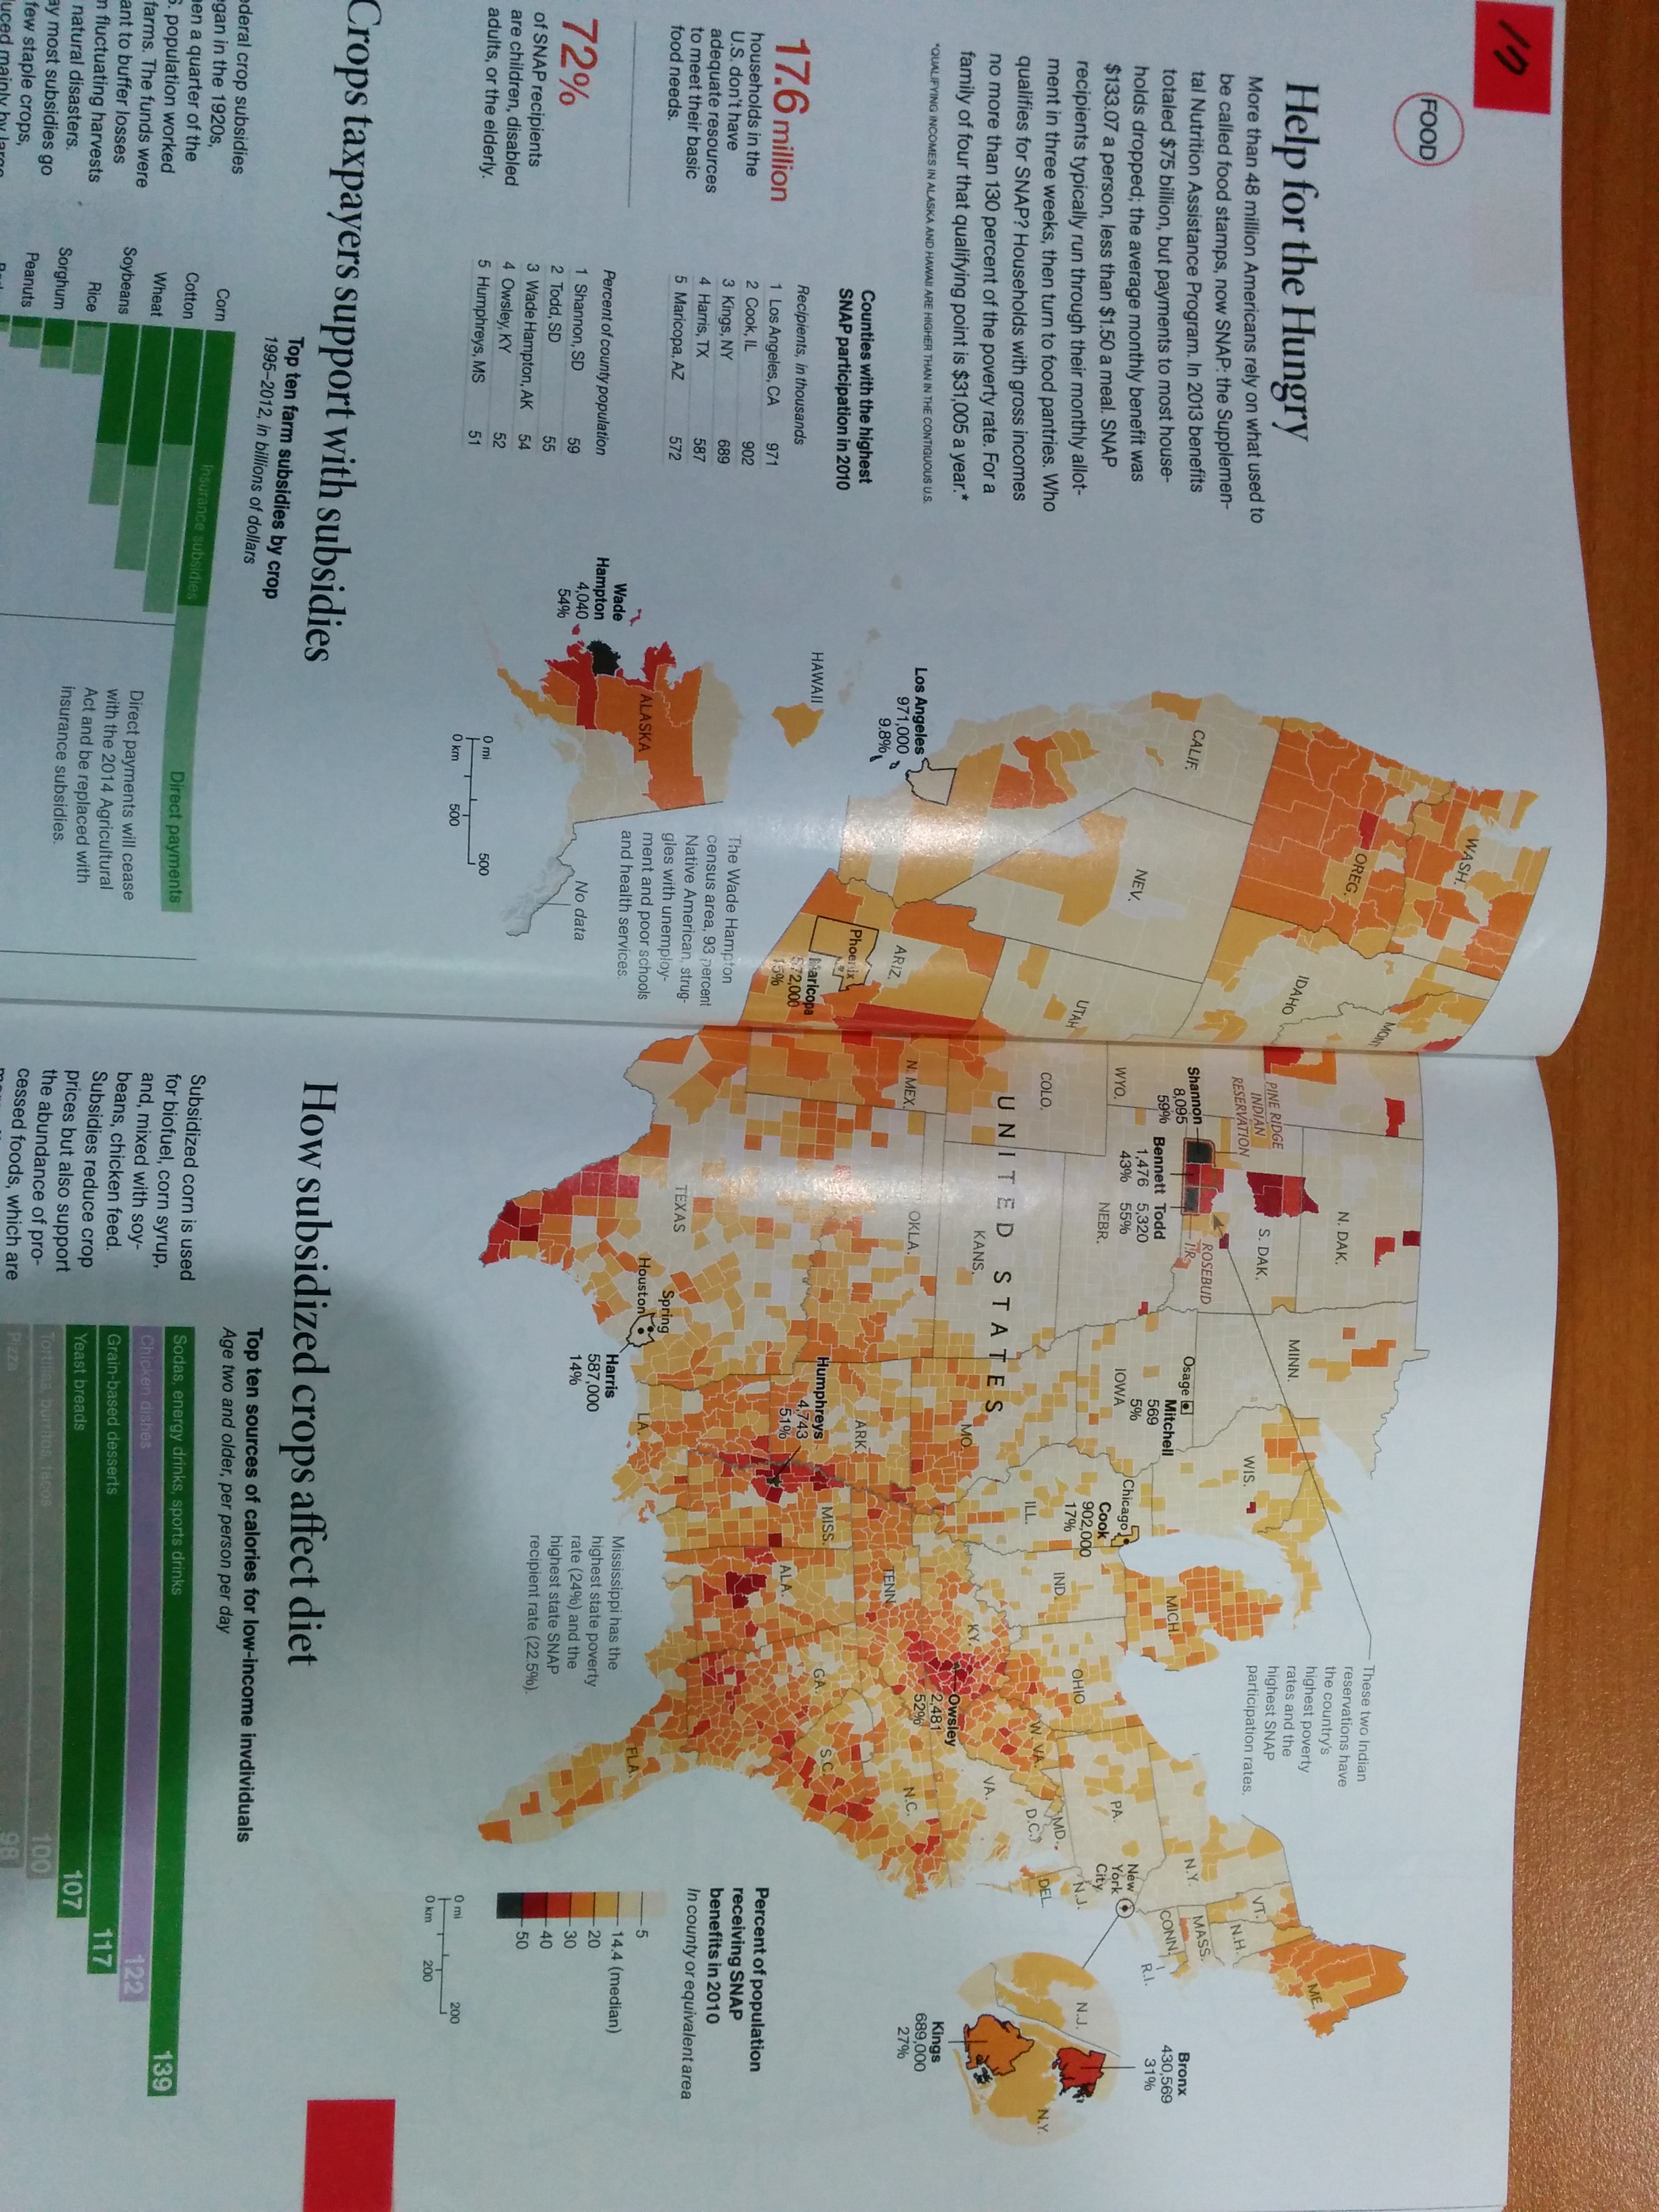 FOOD
Help for the Hungry
More than 48 million Americans rely on what used to
be called food stamps, now SNAP: the Supplemen-
tal Nutrition Assistance Program. In 2013 benefits
totaled $75 billion, but payments to most house-
holds dropped; the average monthly benefit was
$133.07 a person, less than $1.50 a meal. SNAP
recipients typically run through their monthly allot-
ment in three weeks, then turn to food pantries. Who
qualifies for SNAP? Households with gross incomes
no more than 130 percent of the poverty rate. For a
family of four that qualifying point is $31,005 a year.*
*QUALIFYING INCOMES IN ALASKA AND HAWAII ARE HIGHER THAN IN THE CONTIGUOUS U.S.
17.6 million
households in the
U.S. don't have
adequate resources
to meet their basic
food needs.
72%
of SNAP recipients
are children, disabled
adults, or the elderly.
Counties with the highest
SNAP participation in 2010
Recipients, in thousands
1 Los Angeles, CA 971
2 Cook, IL 902
3 Kings, NY 689
4 Harris, TX 587
5 Maricopa, AZ 572
Percent of county population
1 Shannon, SD 59
2 Todd, SD 55
3 Wade Hampton, AK 54
4 Owsley, KY 52
5 Humphreys, MS 51
WASH.
OREG.
CALIF.
NEV.
IDAHO
MONT.
UTAH
ARIZ.
WYO.
COLO.
N. MEX.
N. DAK.
S. DAK.
NEBR.
KANS.
OKLA.
TEXAS
MINN.
IOWA
MO.
ARK.
LA.
WIS.
ILL.
IND.
MICH.
OHIO
KY.
TENN.
MISS.
ALA.
GA.
FLA.
S.C.
N.C.
VA.
W. VA.
D.C.
MD.
DEL.
PA.
N.J.
N.Y.
CONN.
R.I.
MASS.
VT.
N.H.
ME.
UNITED STATES
HAWAII
ALASKA
Los Angeles
971,000
9.8%
Wade
Hampton
4,040
54%
0 mi 500
0 km 500
No data
The Wade Hampton
census area, 93 percent
Native American, strug-
gles with unemploy-
ment and poor schools
and health services.
Phoenix
Maricopa
572,000
15%
PINE RIDGE
INDIAN
RESERVATION
Shannon
8,095
59%
Bennett
1,476
43%
Todd
5,320
55%
ROSEBUD
I.R.
These two Indian
reservations have
the country's
highest poverty
rates and the
highest SNAP
participation rates.
Osage
Mitchell
569
5%
Chicago
Cook
902,000
17%
Spring
Houston
Harris
587,000
14%
Humphreys
4,743
51%
Mississippi has the
highest state poverty
rate (24%) and the
highest state SNAP
recipient rate (22.5%).
Owsley
2,481
52%
New
York
City
N.J.
N.Y.
Bronx
430,569
31%
Kings
689,000
27%
Percent of population
receiving SNAP
benefits in 2010
In county or equivalent area
5
14.4 (median)
20
30
40
50
0 mi 200
0 km 200
Crops taxpayers support with subsidies
deral crop subsidies
gan in the 1920s,
en a quarter of the
S. population worked
farms. The funds were
ant to buffer losses
m fluctuating harvests
natural disasters.
ay most subsidies go
few staple crops,
uced mainly by large
Top ten farm subsidies by crop
1995–2012, in billions of dollars
Corn
Cotton
Wheat
Soybeans
Rice
Sorghum
Peanuts
Insurance subsidies
Direct payments
Direct payments will cease
with the 2014 Agricultural
Act and be replaced with
insurance subsidies.
How subsidized crops affect diet
Subsidized corn is used
for biofuel, corn syrup,
and, mixed with soy-
beans, chicken feed.
Subsidies reduce crop
prices but also support
the abundance of pro-
cessed foods, which are
Top ten sources of calories for low-income individuals
Age two and older, per person per day
Sodas, energy drinks, sports drinks 139
Chicken dishes 122
Grain-based desserts 117
Yeast breads 107
Tortillas, burritos, tacos 100
Pizza 98